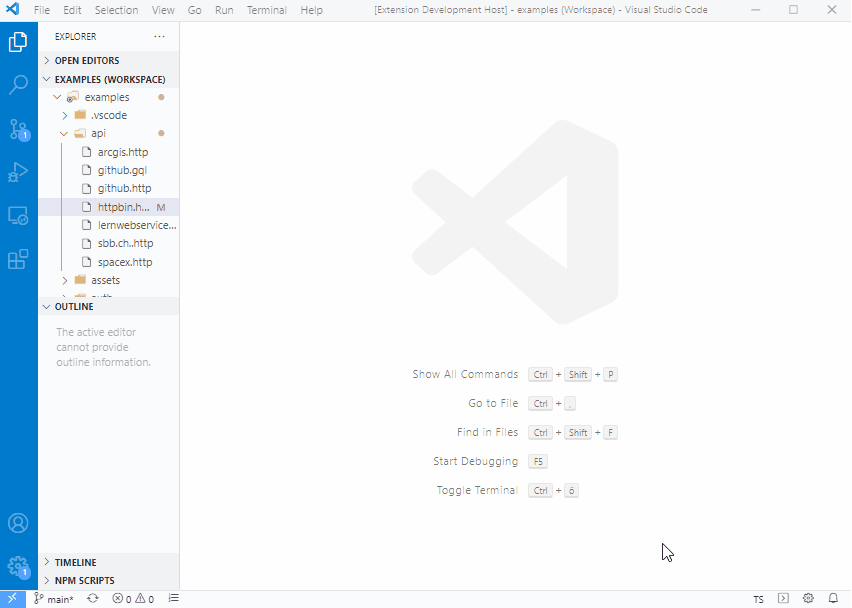 File Edit Selection View Go Run Terminal Help [Extension Development Host] - examples (Workspace) - Visual Studio Code
EXPLORER ...
OPEN EDITORS
EXAMPLES (WORKSPACE)
examples
.vscode
api
arcgis.http
github.gql
github.http
httpbin.h... M
lernwebservice...
sbb.ch..http
spacex.http
assets
OUTLINE
The active editor
cannot provide
outline information.
Show All Commands Ctrl + Shift + P
Go to File Ctrl + .
Find in Files Ctrl + Shift + F
Start Debugging F5
Toggle Terminal Ctrl + ö
1
1
TIMELINE
NPM SCRIPTS
main* 0 0 TS